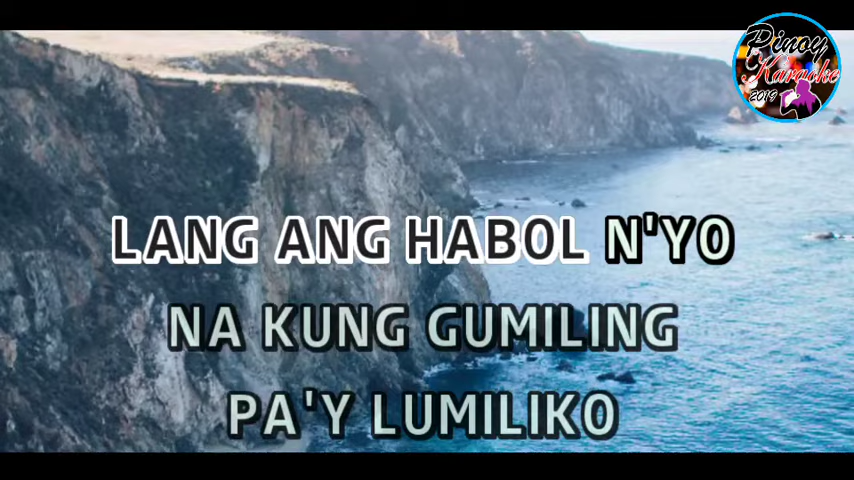 Pinoy
Karaoke
2019
LANG ANG HABOL N'YO
NA KUNG GUMILING
PA'Y LUMILIKO